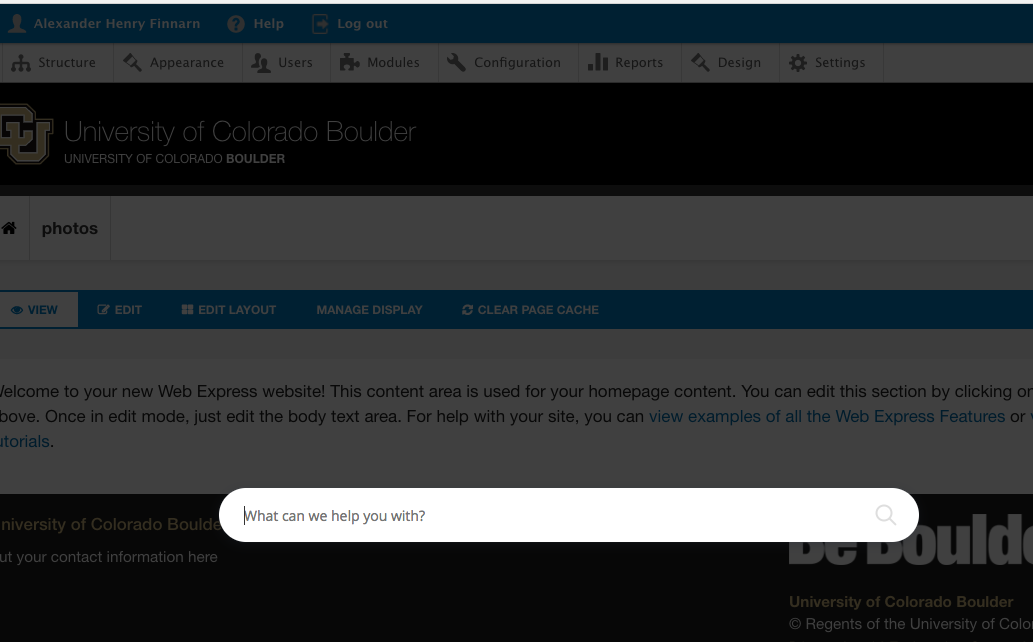 Alexander Henry Finnarn Help Log out
Structure Appearance Users Modules Configuration Reports Design Settings
CU
University of Colorado Boulder
UNIVERSITY OF COLORADO BOULDER
photos
VIEW EDIT EDIT LAYOUT MANAGE DISPLAY CLEAR PAGE CACHE
elcome to your new Web Express website! This content area is used for your homepage content. You can edit this section by clicking on
bove. Once in edit mode, just edit the body text area. For help with your site, you can view examples of all the Web Express Features or
utorials.
What can we help you with?
niversity of Colorado Boulde
ut your contact information here
Be Boulde
University of Colorado Boulder
© Regents of the University of Colo